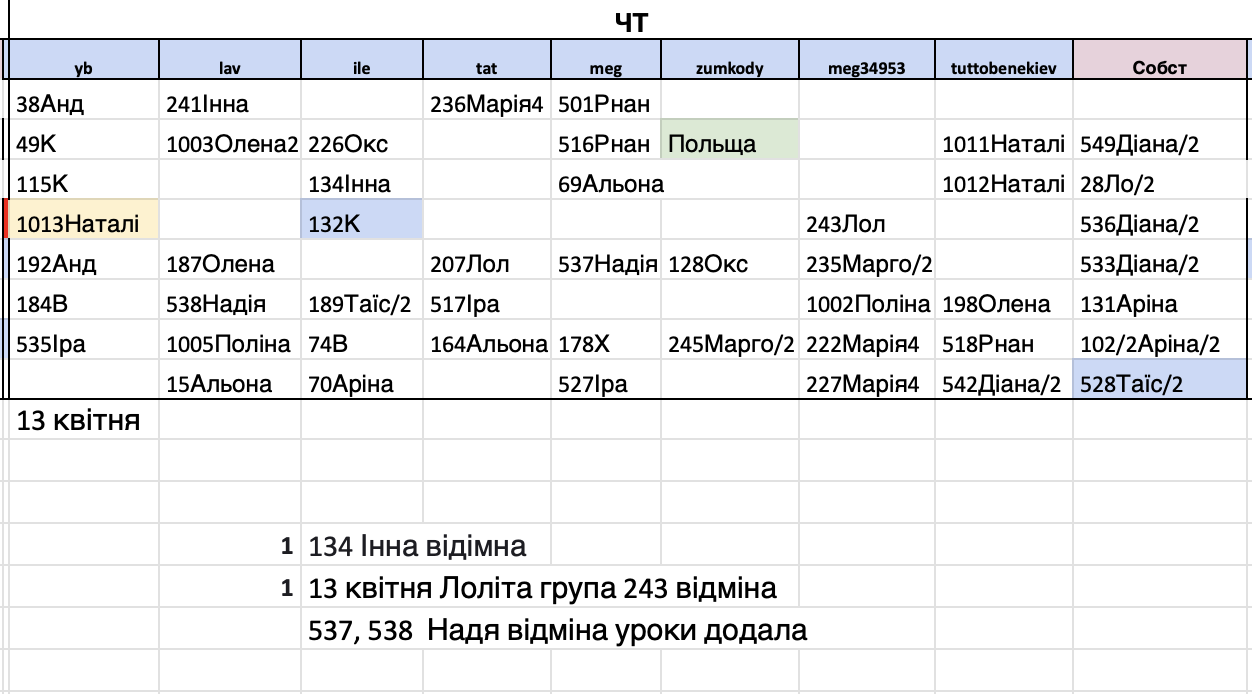 ЧТ
yb lav ile tat meg zumkody meg34953 tuttobenekiev Собст
38Анд 241Інна 236Марія4 501Рнан
49К 1003Олена2 226Окс 516Рнан Польща 1011Наталі 549Діана/2
115К 134Інна 69Альона 1012Наталі 28Ло/2
1013Наталі 132К 243Лол 536Діана/2
192Анд 187Олена 207Лол 537Надія 128Окс 235Марго/2 533Діана/2
184В 538Надія 189Таїс/2 517Іра 1002Поліна 198Олена 131Аріна
535Іра 1005Поліна 74В 164Альона 178Х 245Марго/2 222Марія4 518Рнан 102/2Аріна/2
15Альона 70Аріна 527Іра 227Марія4 542Діана/2 528Таїс/2
13 квітня
1 134 Інна відімна
1 13 квітня Лоліта група 243 відміна
537, 538 Надя відміна уроки додала